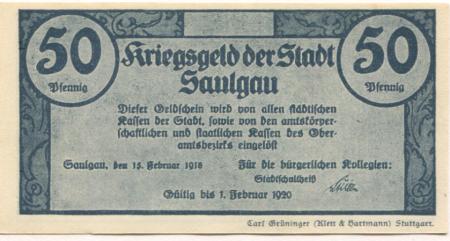 50 Pfennig
Kriegsgeld der Stadt
Saulgau
50 Pfennig
Dieser Geldschein wird von allen städtischen
Kassen der Stadt, sowie von den amtskörper-
schaftlichen und staatlichen Kassen des Ober-
amtsbezirks eingelöst
Saulgau, den 15. Februar 1918
Für die bürgerlichen Kollegien:
Stadtschultheiß
Gültig bis 1. Februar 1920
Carl Grüninger (Klett & Hartmann) Stuttgart.